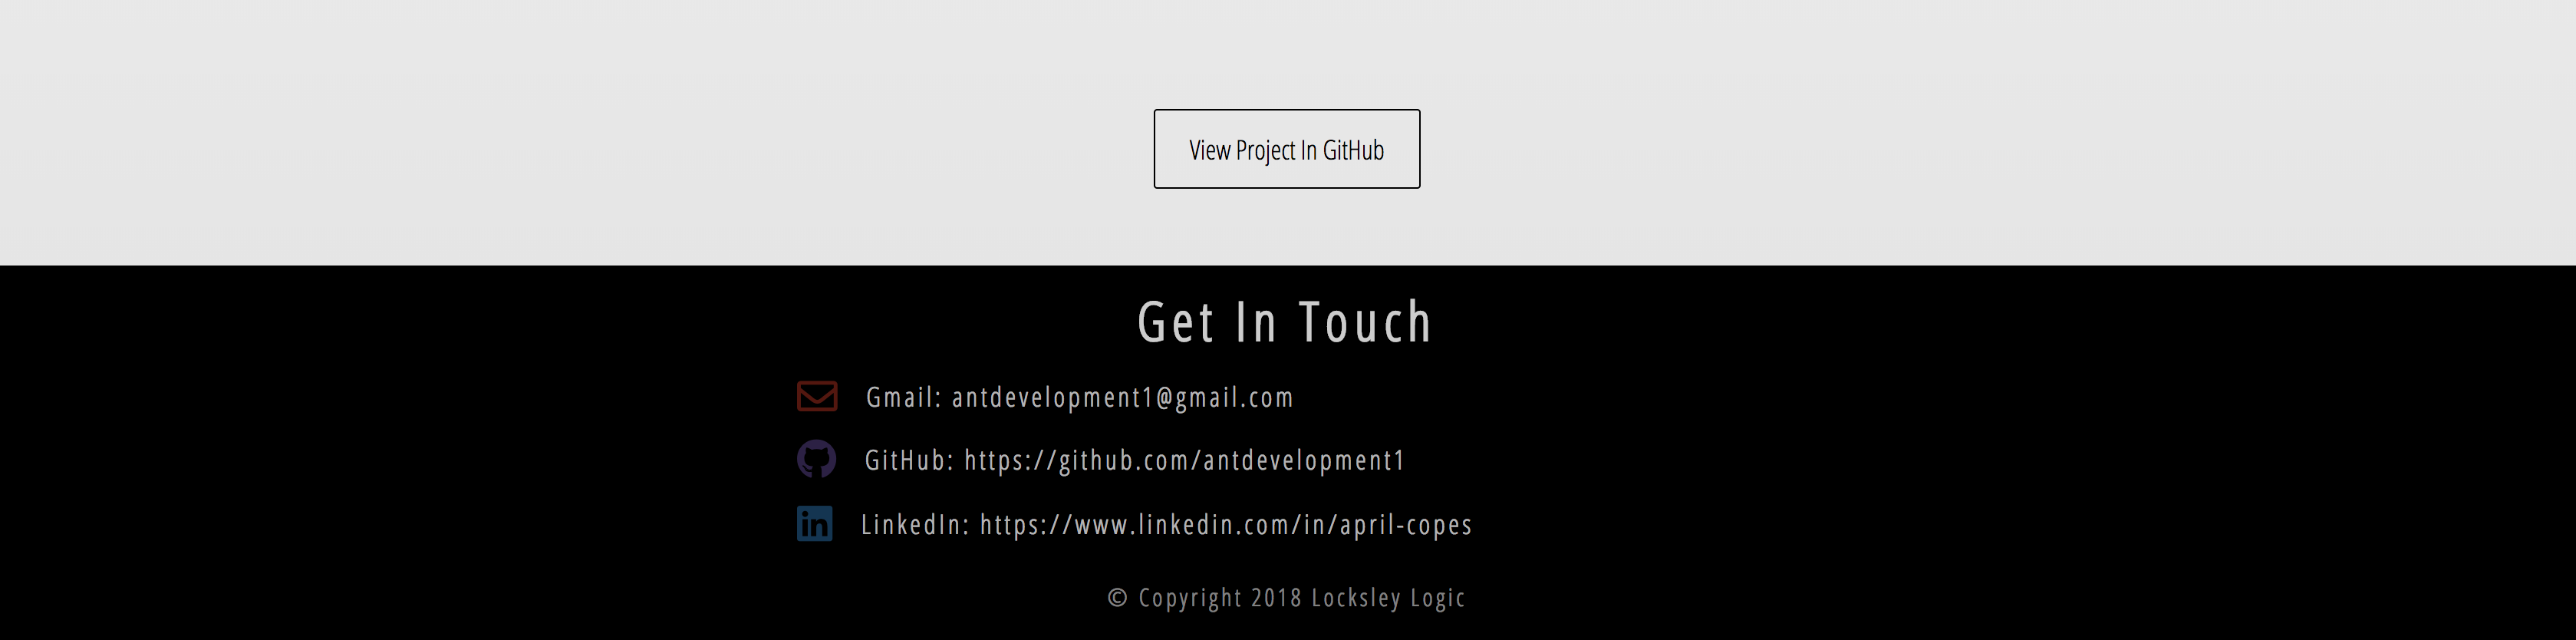 View Project In GitHub
Get In Touch
Gmail: antdevelopment1@gmail.com
GitHub: https://github.com/antdevelopment1
LinkedIn: https://www.linkedin.com/in/april-copes
© Copyright 2018 Locksley Logic